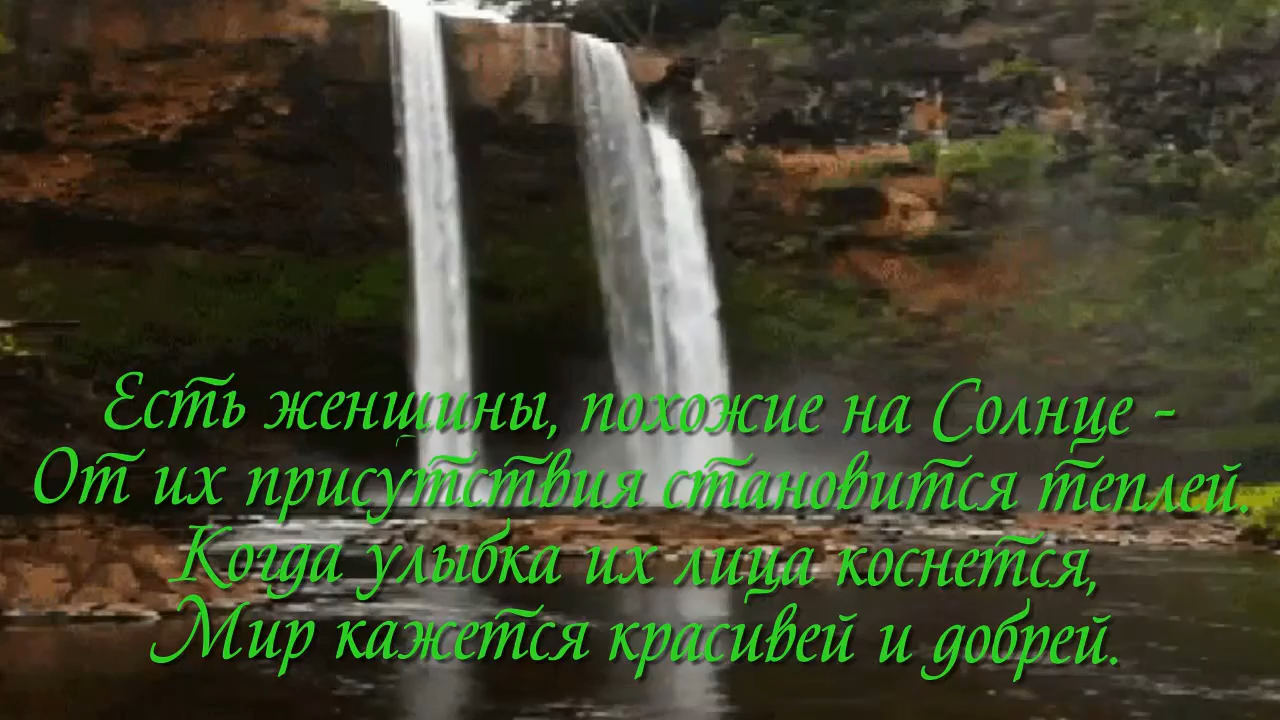 Есть женщины, похожие на Солнце -
От их присутствия становится теплей.
Когда улыбка их лица коснется,
Мир кажется красивей и добрей.